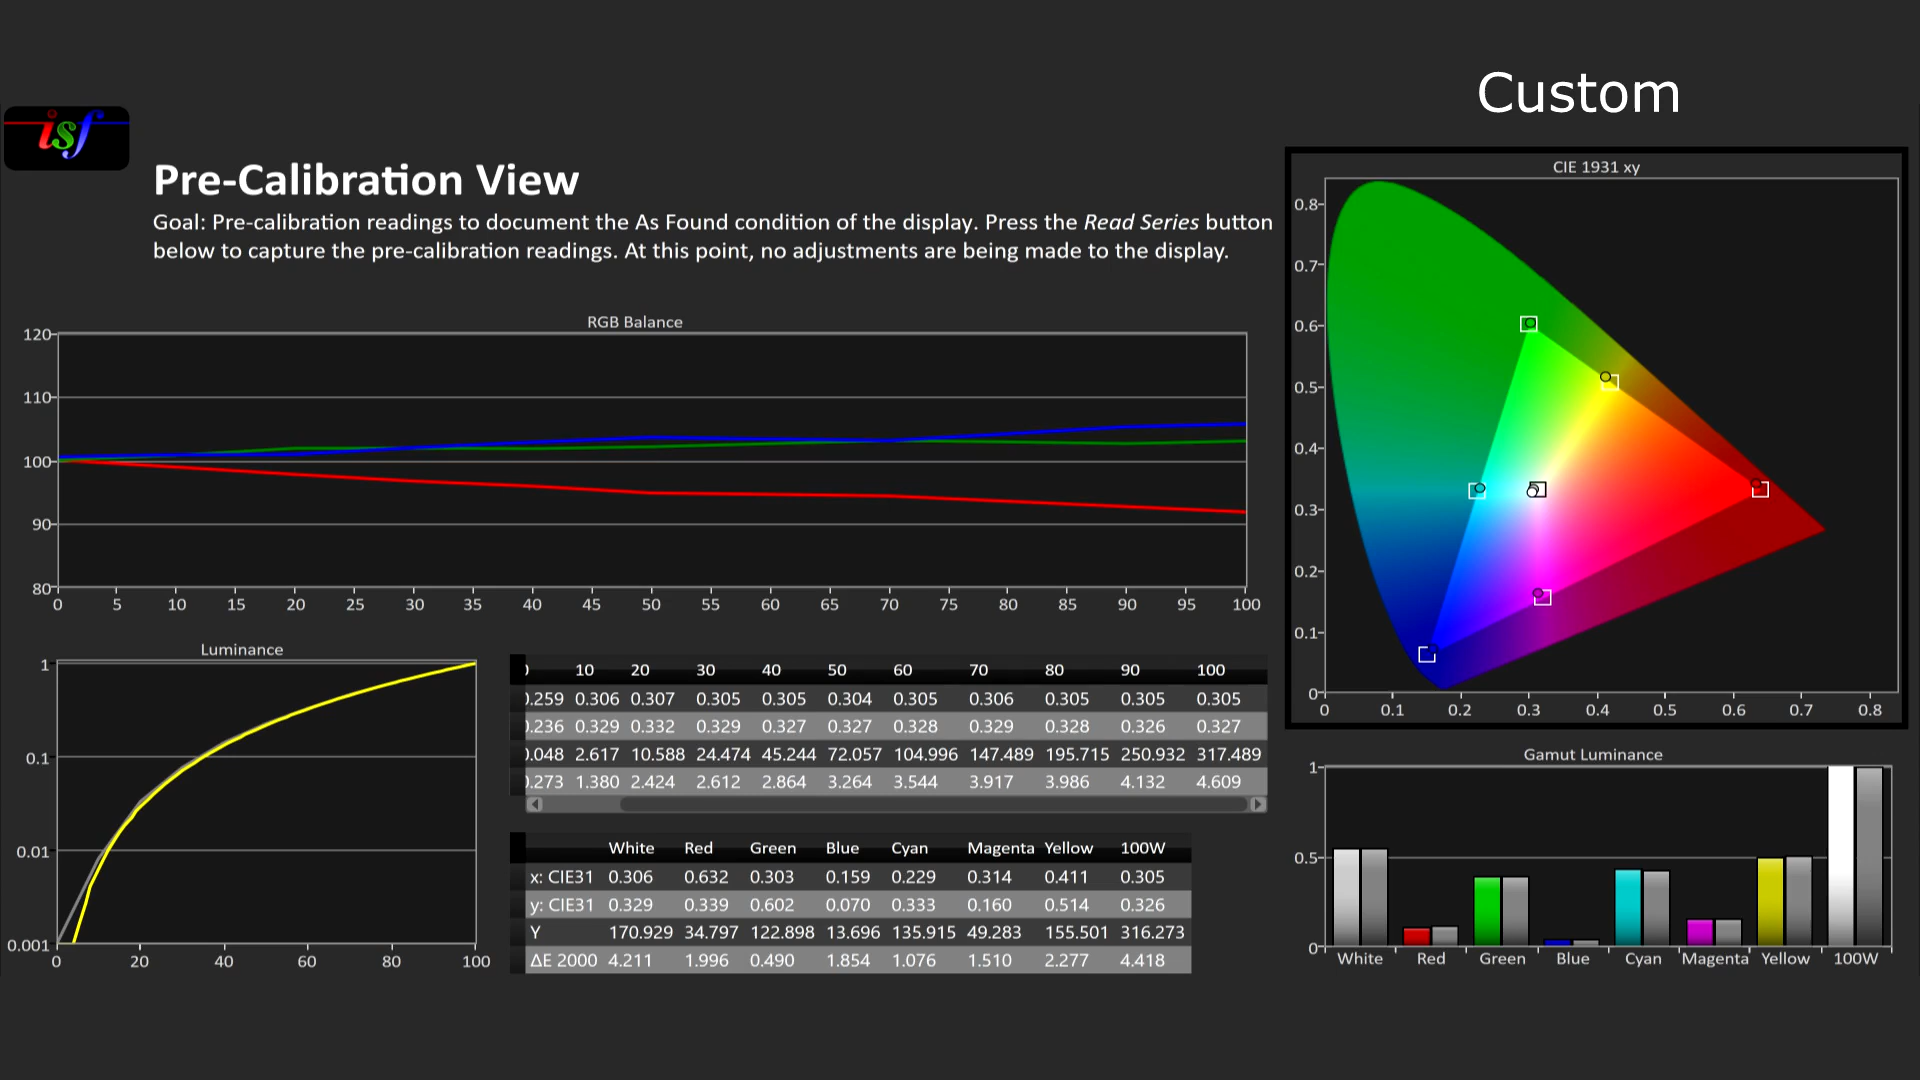 Custom
isf
Pre-Calibration View
Goal: Pre-calibration readings to document the As Found condition of the display. Press the Read Series button
below to capture the pre-calibration readings. At this point, no adjustments are being made to the display.
RGB Balance
120
110
100
90
80
0 5 10 15 20 25 30 35 40 45 50 55 60 65 70 75 80 85 90 95 100
Luminance
1
0.1
0.01
0.001
0 20 40 60 80 100
10 20 30 40 50 60 70 80 90 100
0.259 0.306 0.307 0.305 0.305 0.304 0.305 0.306 0.305 0.305 0.305
0.236 0.329 0.332 0.329 0.327 0.327 0.328 0.329 0.328 0.326 0.327
0.048 2.617 10.588 24.474 45.244 72.057 104.996 147.489 195.715 250.932 317.489
0.273 1.380 2.424 2.612 2.864 3.264 3.544 3.917 3.986 4.132 4.609
White Red Green Blue Cyan Magenta Yellow 100W
x: CIE31 0.306 0.632 0.303 0.159 0.229 0.314 0.411 0.305
y: CIE31 0.329 0.339 0.602 0.070 0.333 0.160 0.514 0.326
Y 170.929 34.797 122.898 13.696 135.915 49.283 155.501 316.273
ΔE 2000 4.211 1.996 0.490 1.854 1.076 1.510 2.277 4.418
CIE 1931 xy
0.8
0.7
0.6
0.5
0.4
0.3
0.2
0.1
0
0 0.1 0.2 0.3 0.4 0.5 0.6 0.7 0.8
Gamut Luminance
1
0.5
0
White Red Green Blue Cyan Magenta Yellow 100W